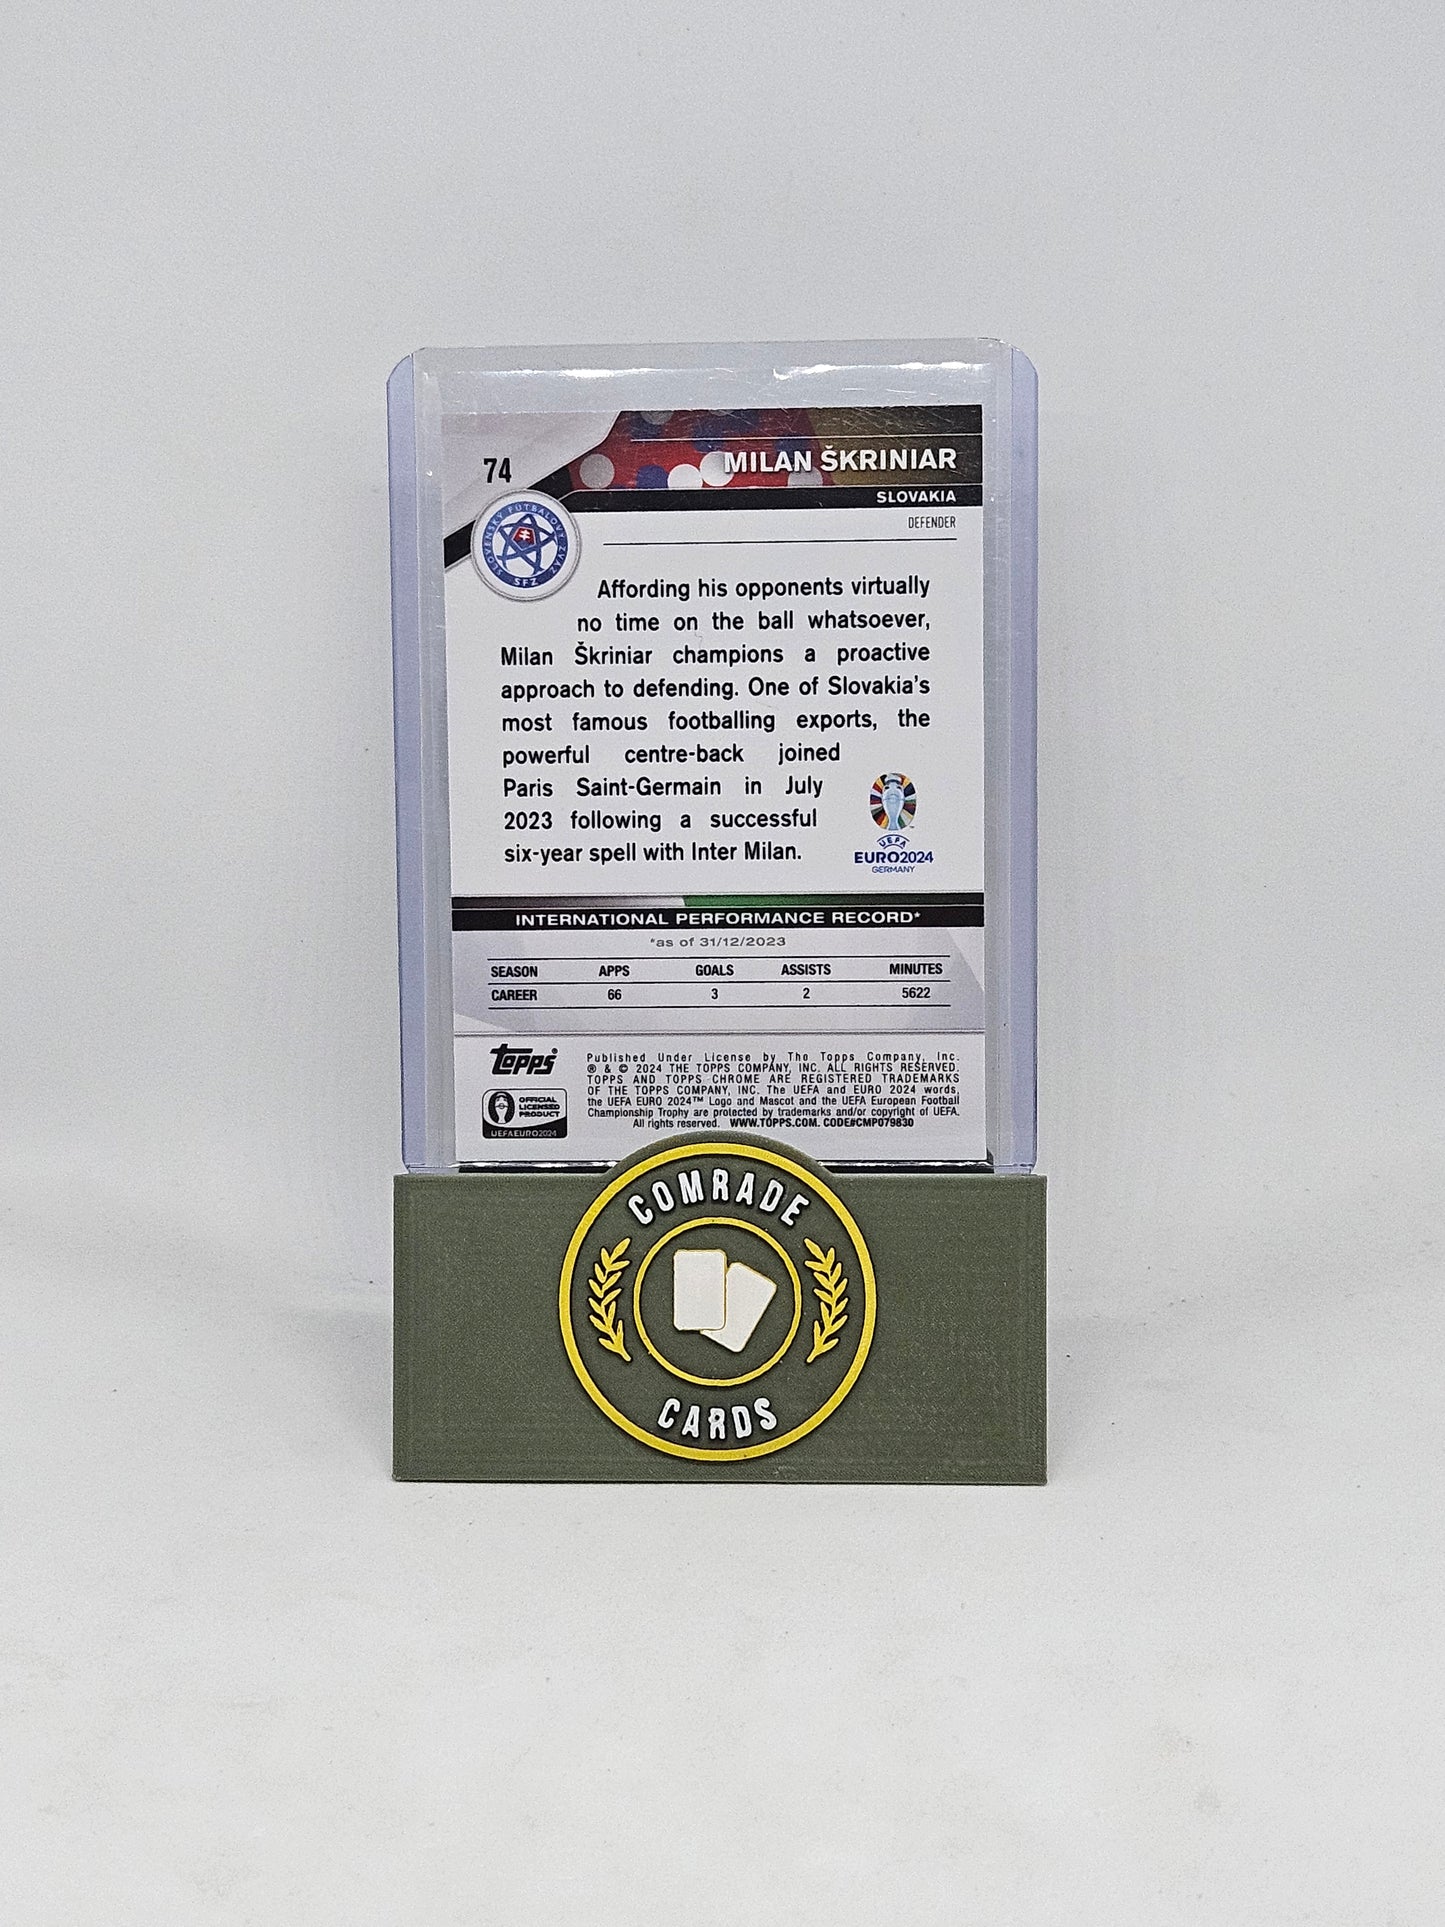 74
MILAN ŠKRINIAR
SLOVAKIA
DEFENDER
SLOVENSKÝ FUTBALOVÝ ZVÄZ
SFZ
Affording his opponents virtually
no time on the ball whatsoever,
Milan Škriniar champions a proactive
approach to defending. One of Slovakia's
most famous footballing exports, the
powerful centre-back joined
Paris Saint-Germain in July
2023 following a successful
six-year spell with Inter Milan.
UEFA
EURO2024
GERMANY
INTERNATIONAL PERFORMANCE RECORD*
*as of 31/12/2023
SEASON APPS GOALS ASSISTS MINUTES
CAREER 66 3 2 5622
topps®
OFFICIAL
LICENSED
PRODUCT
UEFA EURO2024
Published Under License by The Topps Company, Inc.
® & © 2024 THE TOPPS COMPANY, INC. ALL RIGHTS RESERVED.
TOPPS AND TOPPS CHROME ARE REGISTERED TRADEMARKS
OF THE TOPPS COMPANY, INC. The UEFA and EURO 2024 words,
the UEFA EURO 2024™ Logo and Mascot and the UEFA European Football
Championship Trophy are protected by trademarks and/or copyright of UEFA.
All rights reserved. WWW.TOPPS.COM. CODE#CMP079830
COMRADE
CARDS